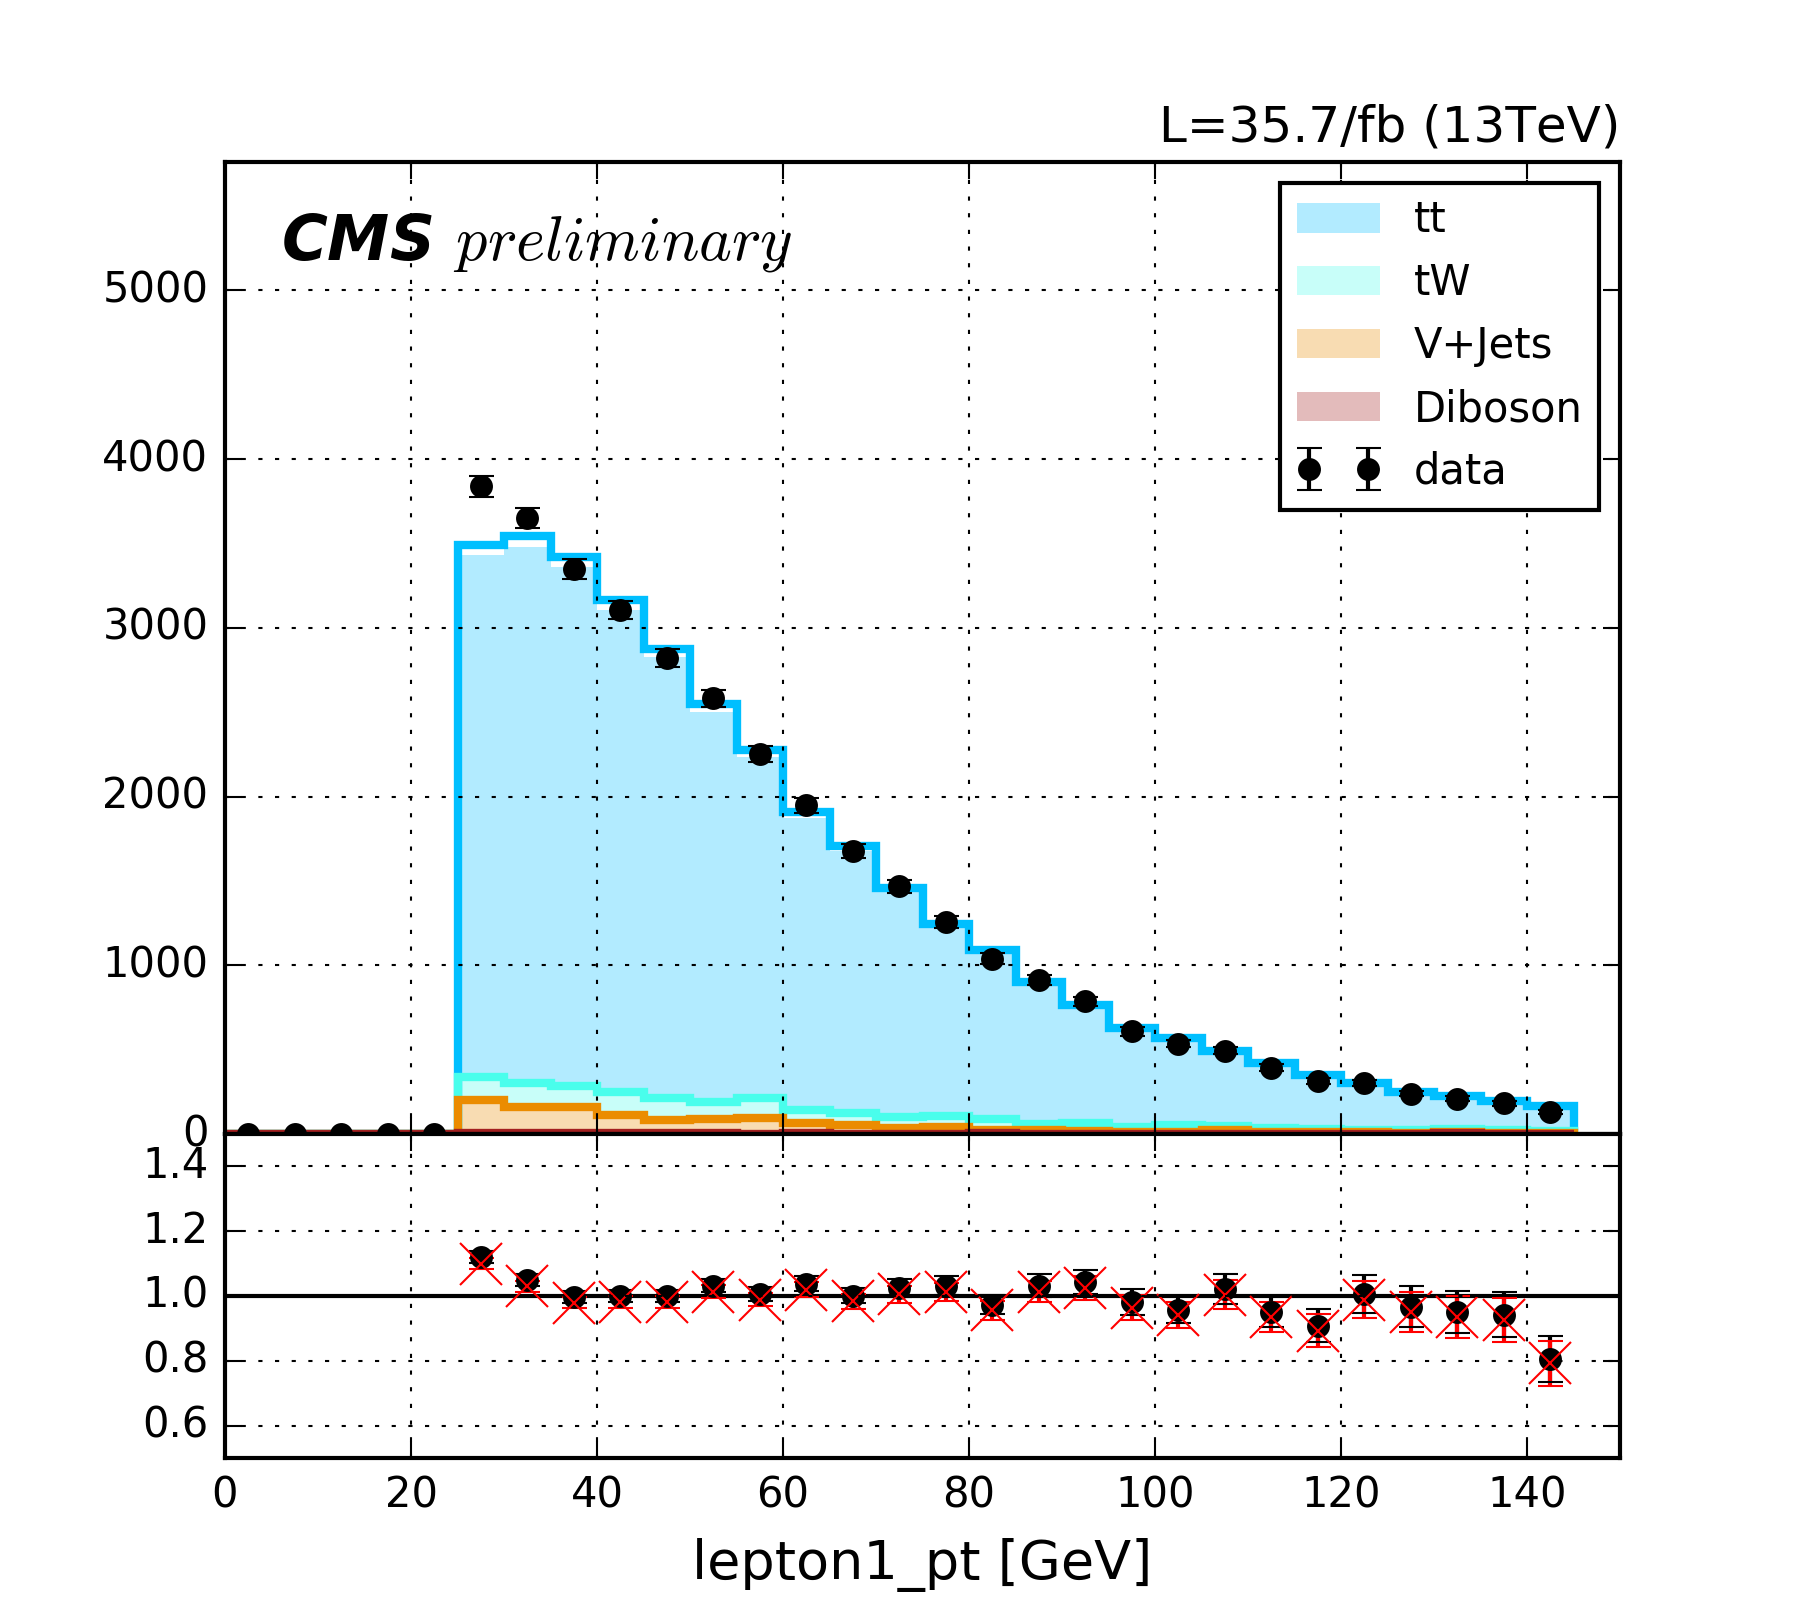 L=35.7/fb (13TeV)
CMS preliminary
tt
tW
V+Jets
Diboson
data
5000
4000
3000
2000
1000
0
1.4
1.2
1.0
0.8
0.6
0 20 40 60 80 100 120 140
lepton1_pt [GeV]